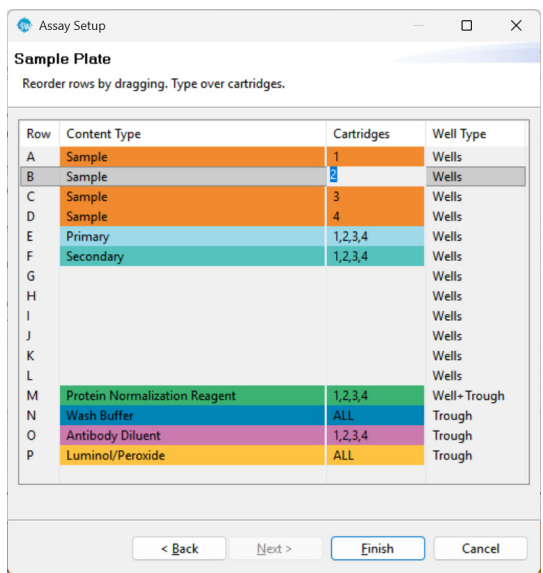 SW Assay Setup
Sample Plate
Reorder rows by dragging. Type over cartridges.
Row Content Type Cartridges Well Type
A Sample 1 Wells
B Sample 2 Wells
C Sample 3 Wells
D Sample 4 Wells
E Primary 1,2,3,4 Wells
F Secondary 1,2,3,4 Wells
G Wells
H Wells
I Wells
J Wells
K Wells
L Wells
M Protein Normalization Reagent 1,2,3,4 Well+Trough
N Wash Buffer ALL Trough
O Antibody Diluent 1,2,3,4 Trough
P Luminol/Peroxide ALL Trough
< Back Next > Finish Cancel